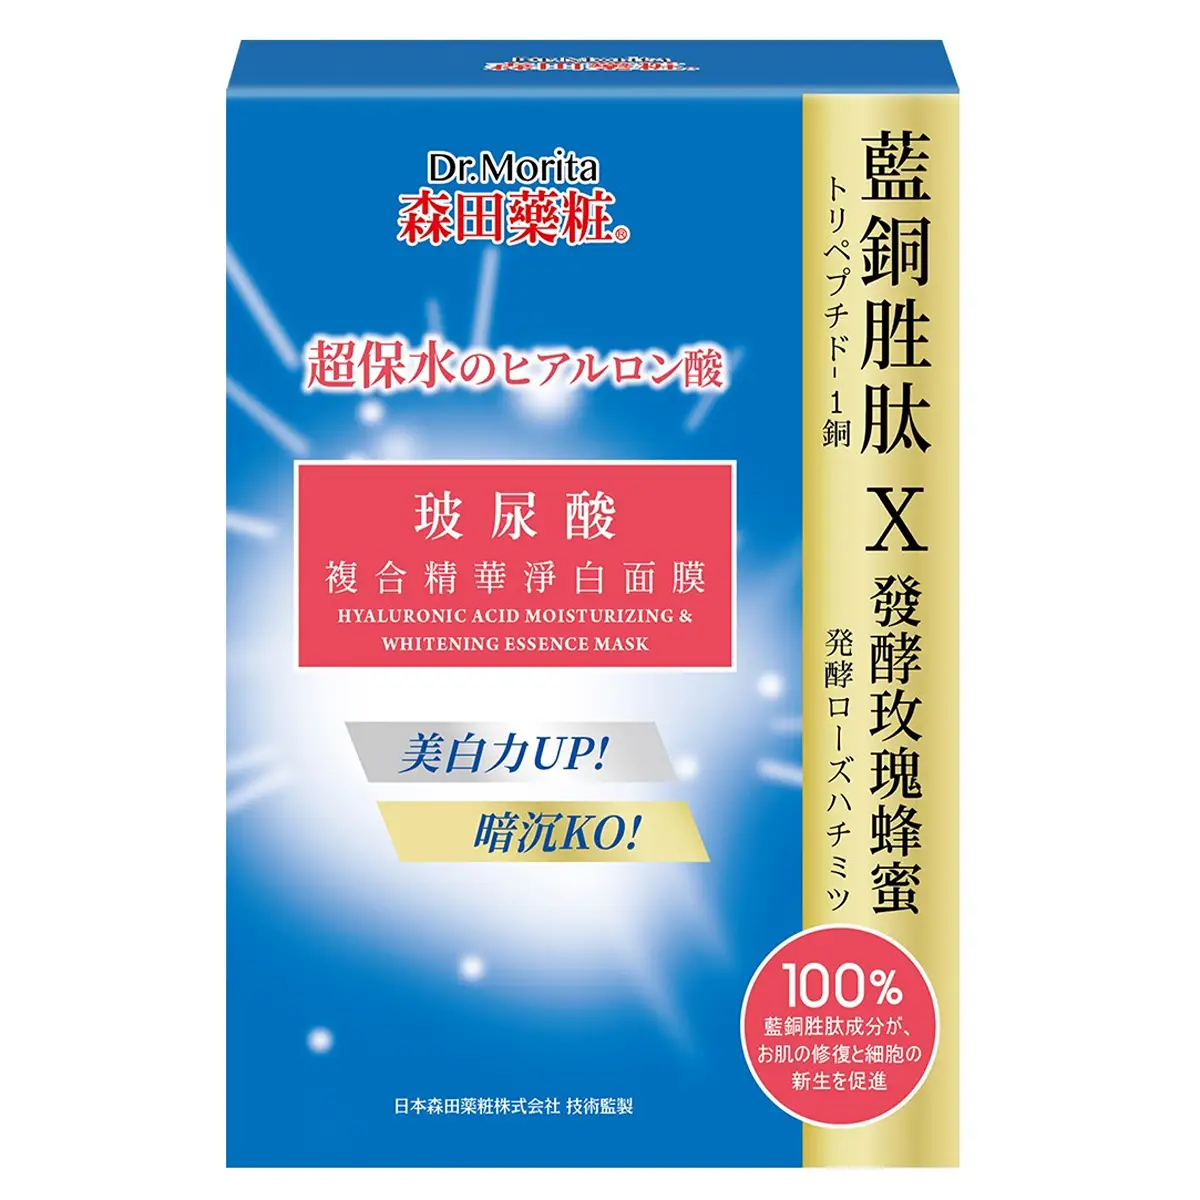 Dr.Morita
森田藥粧®
超保水のヒアルロン酸
玻尿酸
複合精華淨白面膜
HYALURONIC ACID MOISTURIZING &
WHITENING ESSENCE MASK
美白力UP!
暗沉KO!
日本森田薬粧株式会社 技術監製
藍銅胜肽 X 發酵玫瑰蜂蜜
トリペプチド-1銅
発酵ローズハチミツ
100%
藍銅胜肽成分が、
お肌の修復と細胞の
新生を促進